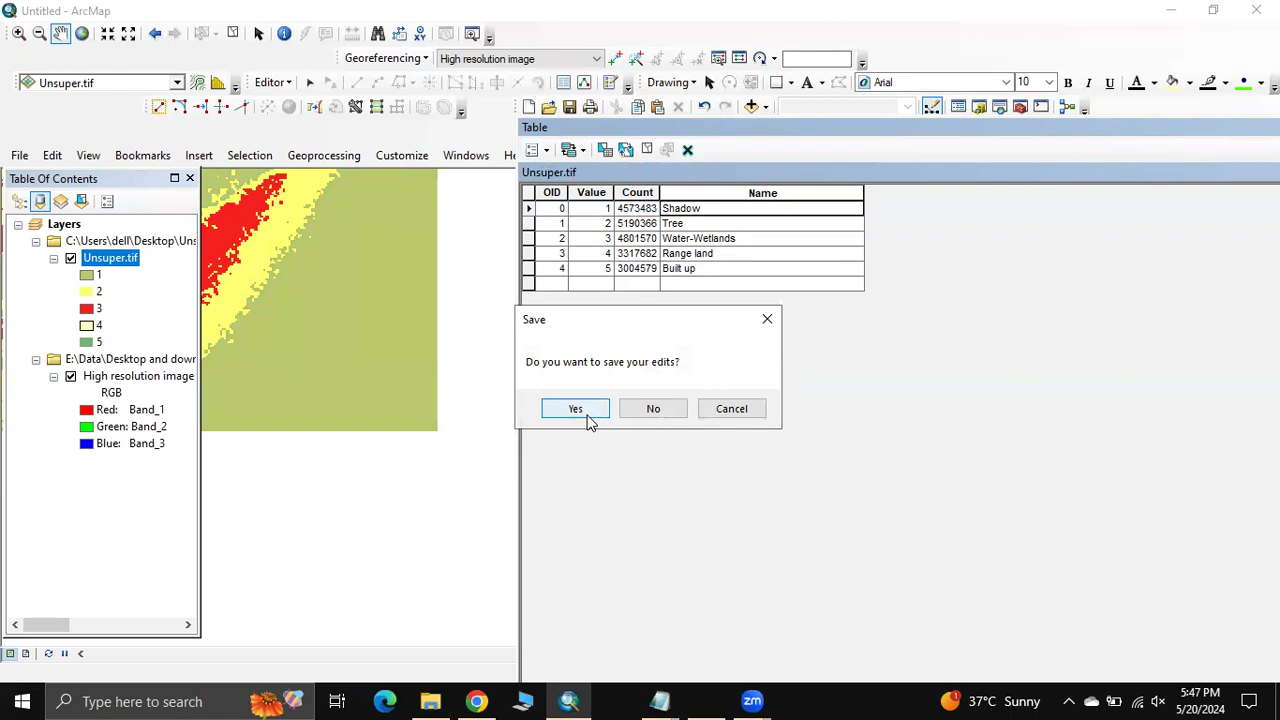 Untitled - ArcMap
Georeferencing
High resolution image
Unsuper.tif
Editor
Drawing
Arial
10
B I U A
File Edit View Bookmarks Insert Selection Geoprocessing Customize Windows He
Table
Table Of Contents
Unsuper.tif
OID Value Count Name
0 1 4573483 Shadow
1 2 5190366 Tree
2 3 4801570 Water-Wetlands
3 4 3317682 Range land
4 5 3004579 Built up
Layers
C:\Users\dell\Desktop\Uns
Unsuper.tif
1
2
3
4
5
E:\Data\Desktop and down
High resolution image
RGB
Red: Band_1
Green: Band_2
Blue: Band_3
Save
Do you want to save your edits?
Yes No Cancel
Type here to search
zm
1
37°C Sunny
5:47 PM
5/20/2024